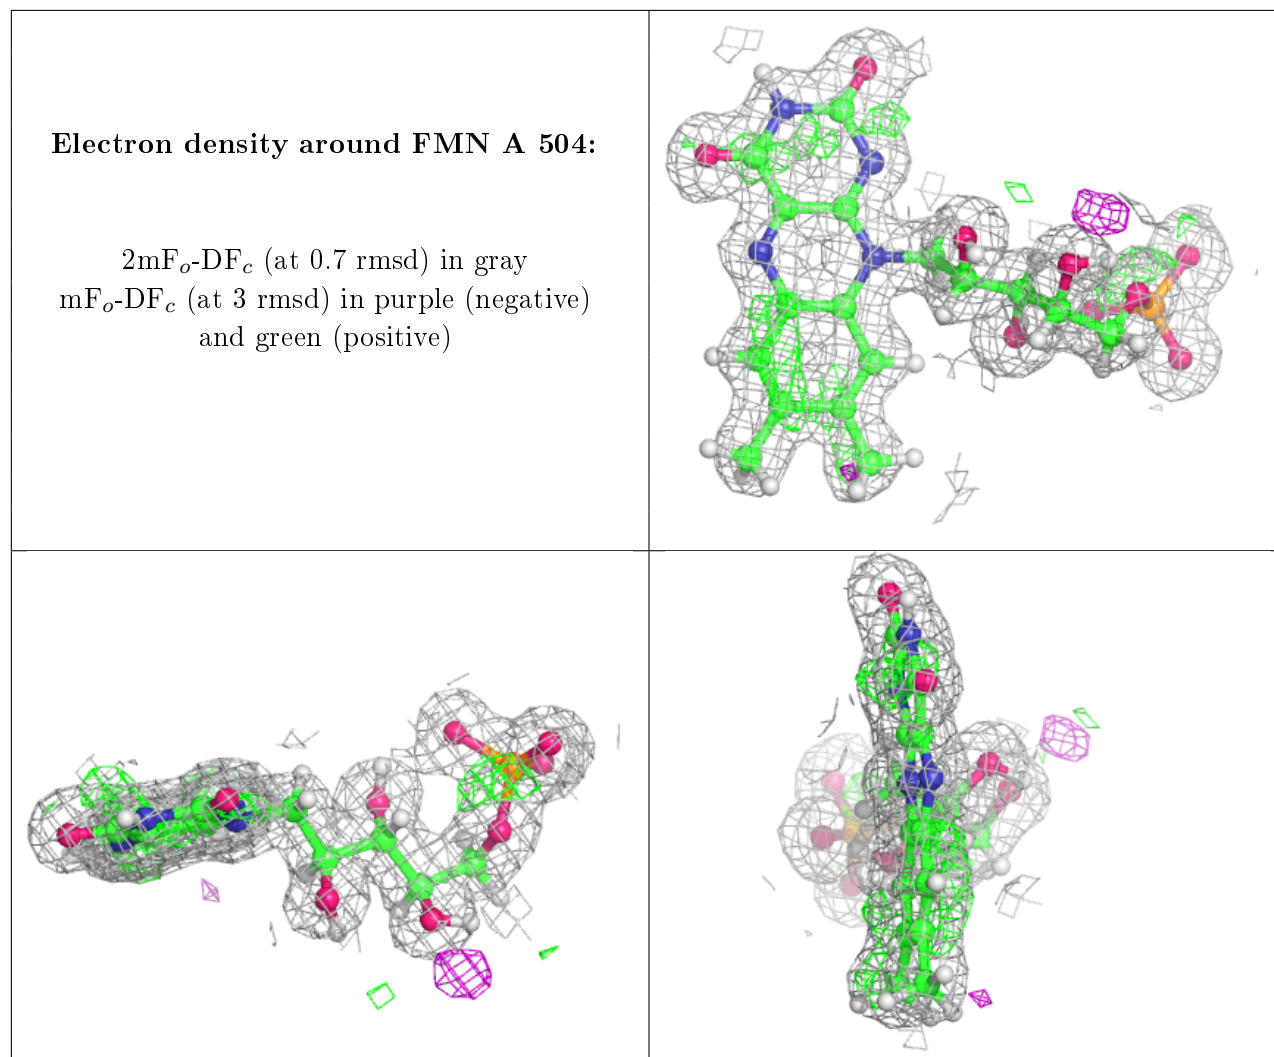 Electron density around FMN A 504:
2mFo-DFc (at 0.7 rmsd) in gray
mFo-DFc (at 3 rmsd) in purple (negative)
and green (positive)